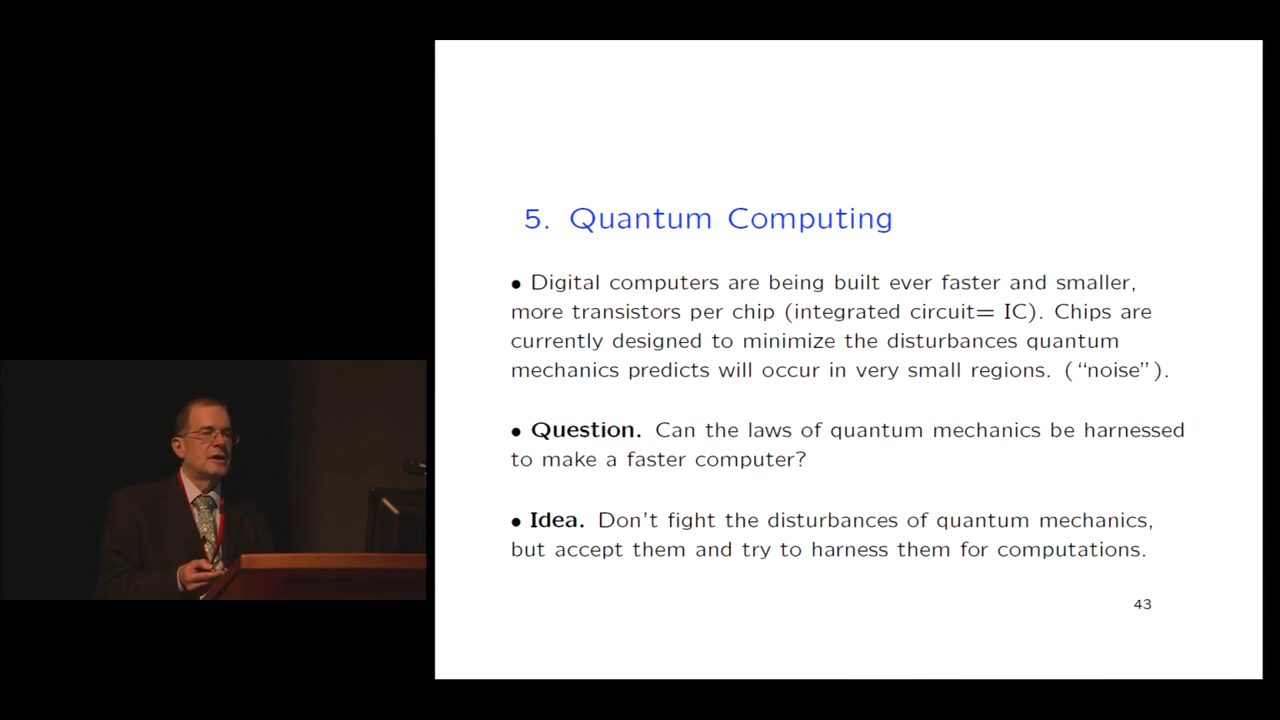 5. Quantum Computing
• Digital computers are being built ever faster and smaller,
more transistors per chip (integrated circuit= IC). Chips are
currently designed to minimize the disturbances quantum
mechanics predicts will occur in very small regions. (“noise”).
• Question. Can the laws of quantum mechanics be harnessed
to make a faster computer?
• Idea. Don't fight the disturbances of quantum mechanics,
but accept them and try to harness them for computations.
43